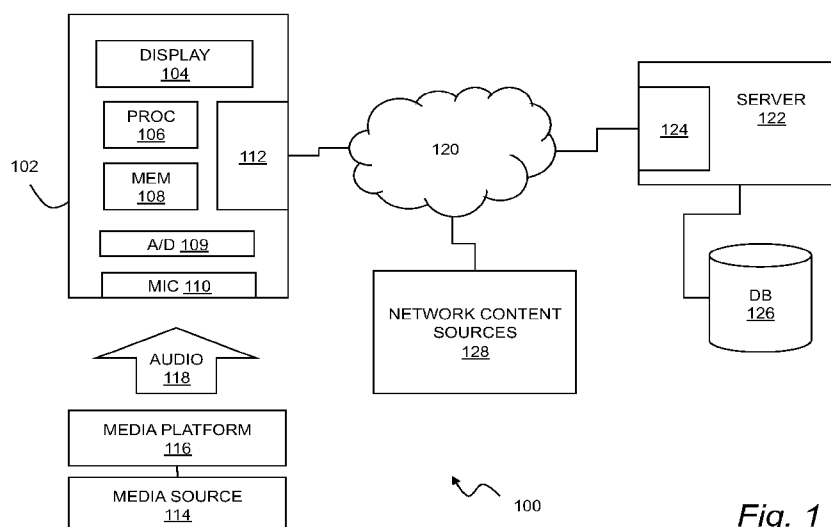 DISPLAY
104
PROC
106
MEM
108
112
102
A/D 109
MIC 110
AUDIO
118
MEDIA PLATFORM
116
MEDIA SOURCE
114
120
NETWORK CONTENT
SOURCES
128
SERVER
122
124
DB
126
100
Fig. 1